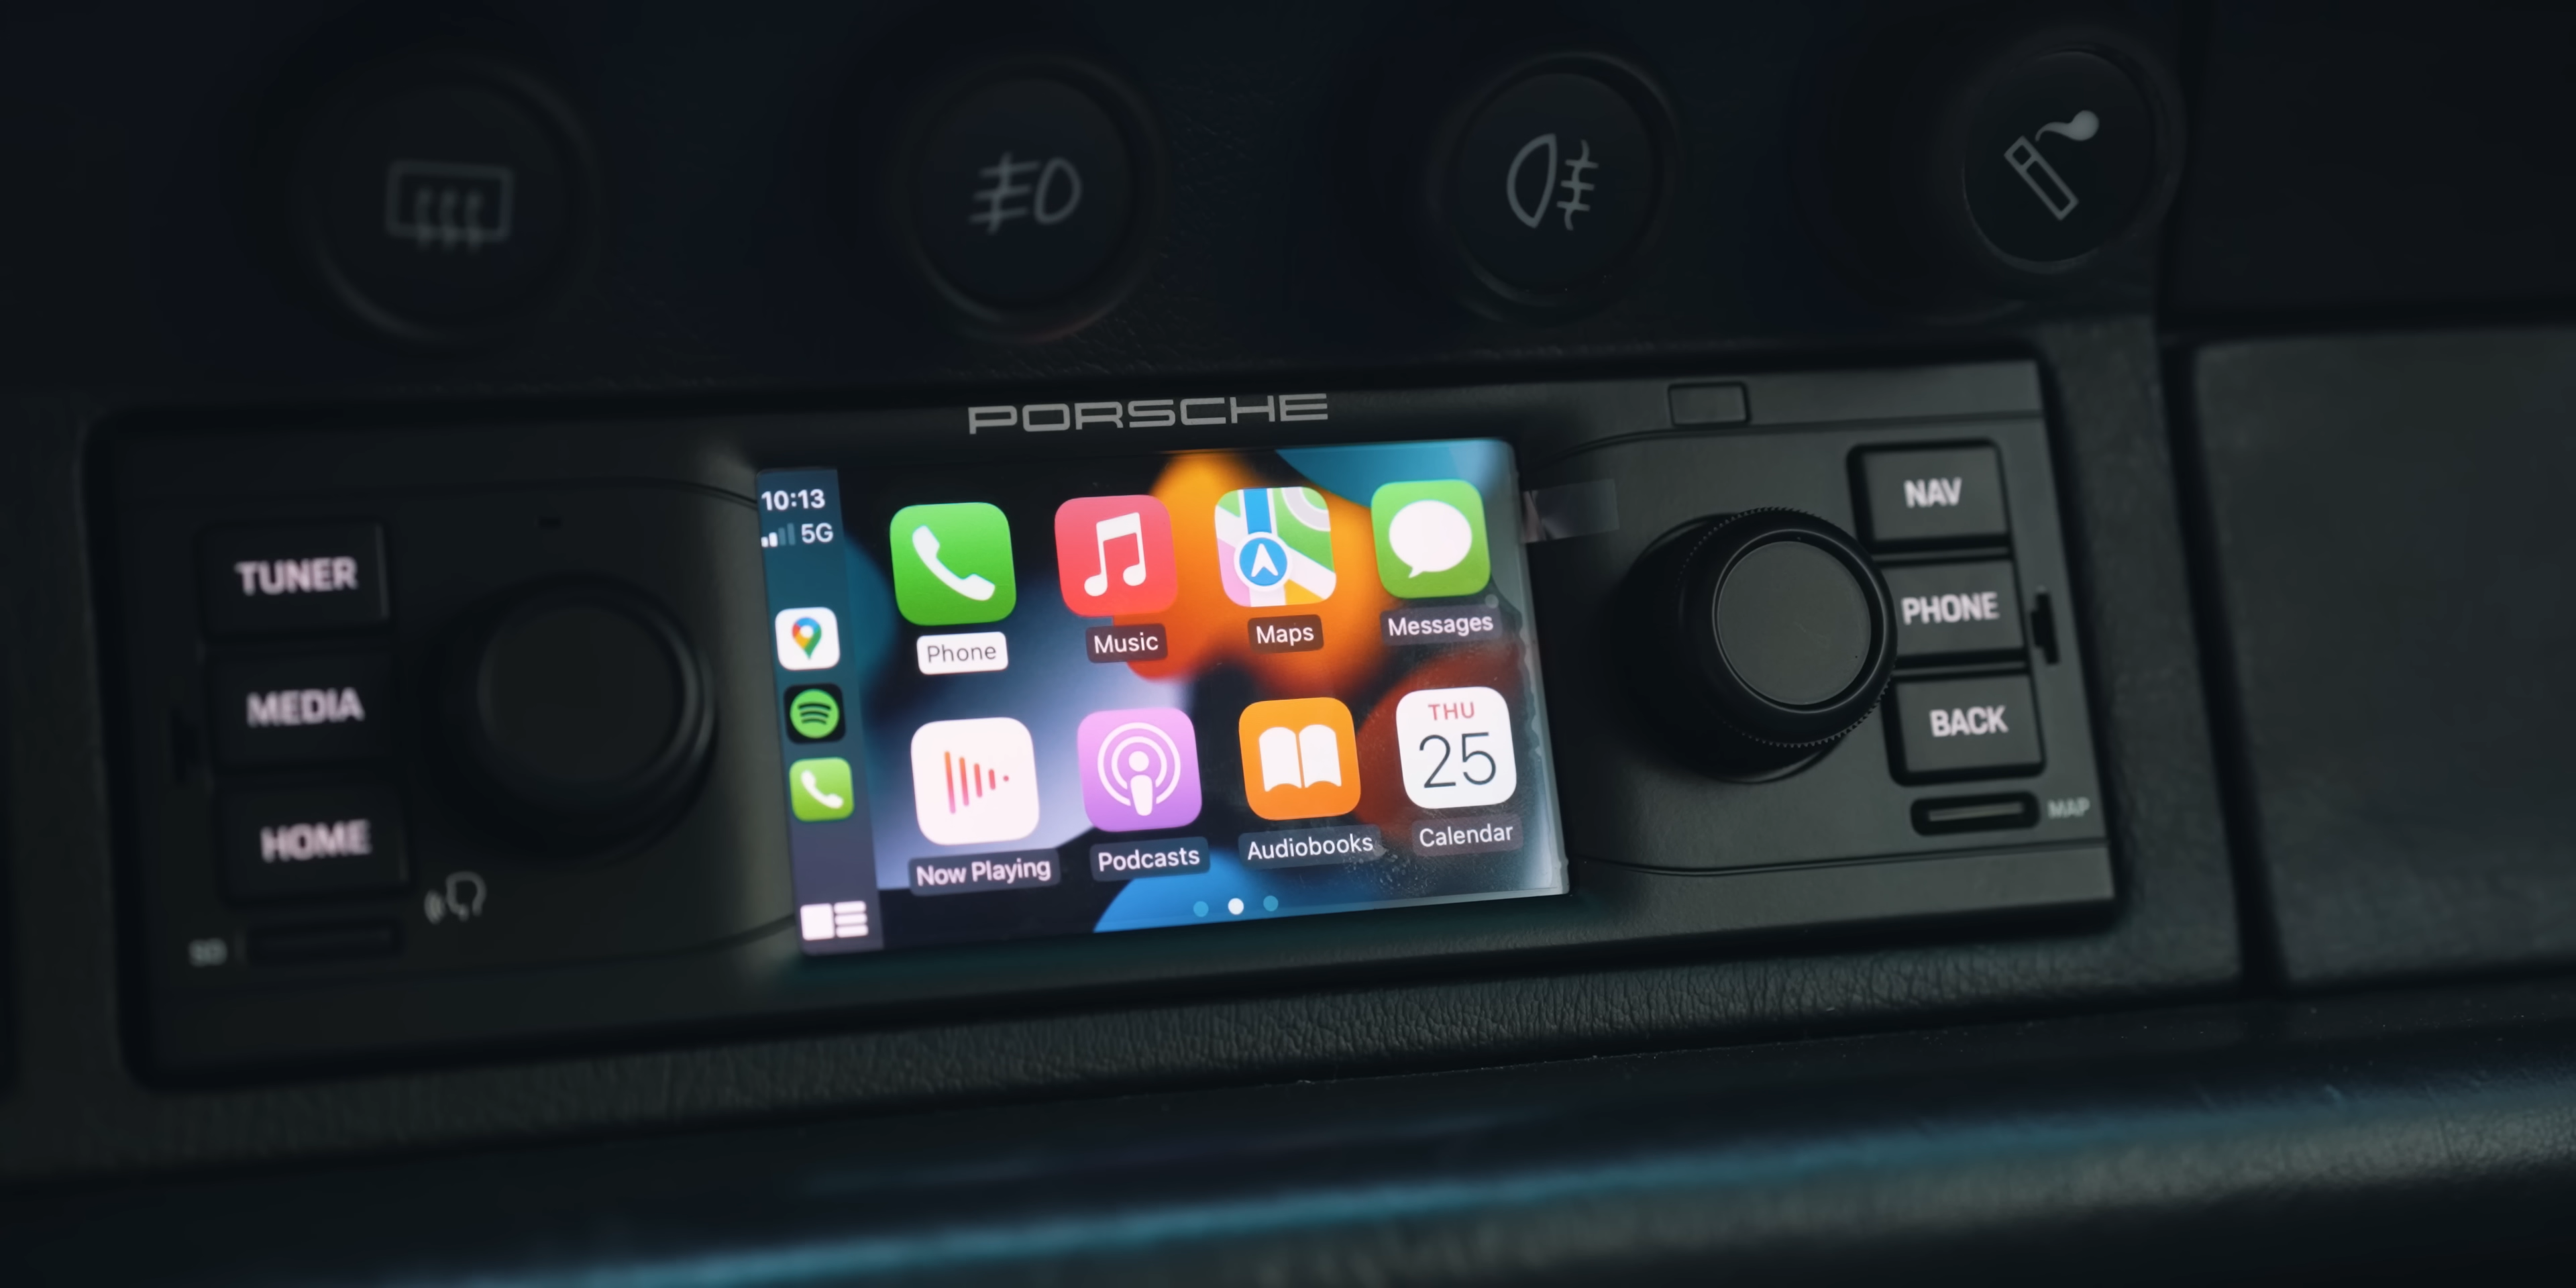 PORSCHE
TUNER
MEDIA
HOME
SD
10:13
5G
Phone
Music
Maps
Messages
Now Playing
Podcasts
Audiobooks
THU
25
Calendar
NAV
PHONE
BACK
MAP